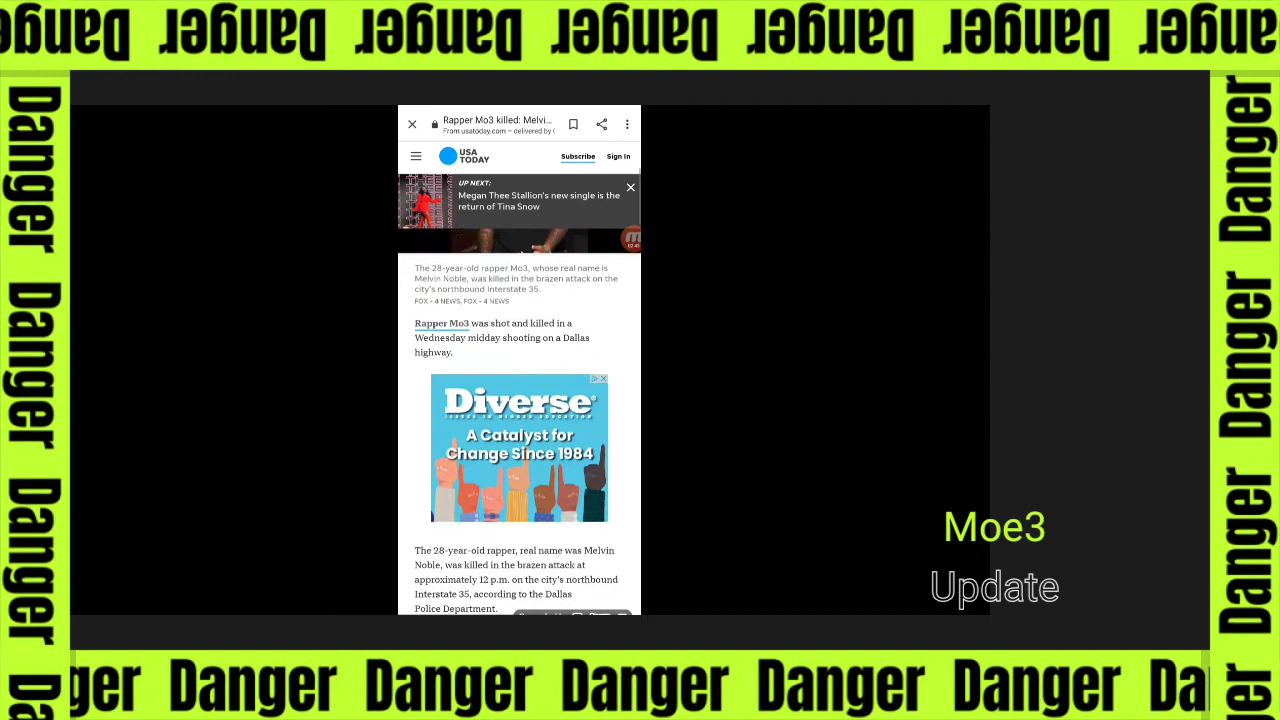 Danger Danger Danger Danger Danger Danger
Danger
Danger
Danger
Rapper Mo3 killed: Melvi...
From usatoday.com – delivered by
USA
TODAY
Subscribe
Sign In
UP NEXT:
Megan Thee Stallion's new single is the
return of Tina Snow
02:43
The 28-year-old rapper Mo3, whose real name is
Melvin Noble, was killed in the brazen attack on the
city's northbound Interstate 35.
FOX - 4 NEWS, FOX - 4 NEWS
Rapper Mo3 was shot and killed in a
Wednesday midday shooting on a Dallas
highway.
Diverse
A Catalyst for
Change Since 1984
The 28-year-old rapper, real name was Melvin
Noble, was killed in the brazen attack at
approximately 12 p.m. on the city's northbound
Interstate 35, according to the Dallas
Police Department.
Moe3
Update
Danger
Danger
Danger
Danger Danger Danger Danger Danger